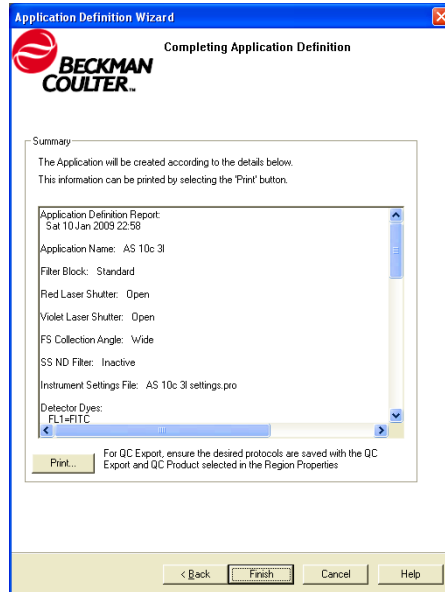 Application Definition Wizard
Completing Application Definition
BECKMAN
COULTER™
Summary
The Application will be created according to the details below.
This information can be printed by selecting the 'Print' button.
Application Definition Report:
Sat 10 Jan 2009 22:58
Application Name: AS 10c 3l
Filter Block: Standard
Red Laser Shutter: Open
Violet Laser Shutter: Open
FS Collection Angle: Wide
SS ND Filter: Inactive
Instrument Settings File: AS 10c 3l settings.pro
Detector Dyes:
FL1=FITC
Print...
For QC Export, ensure the desired protocols are saved with the QC
Export and QC Product selected in the Region Properties
< Back
Finish
Cancel
Help